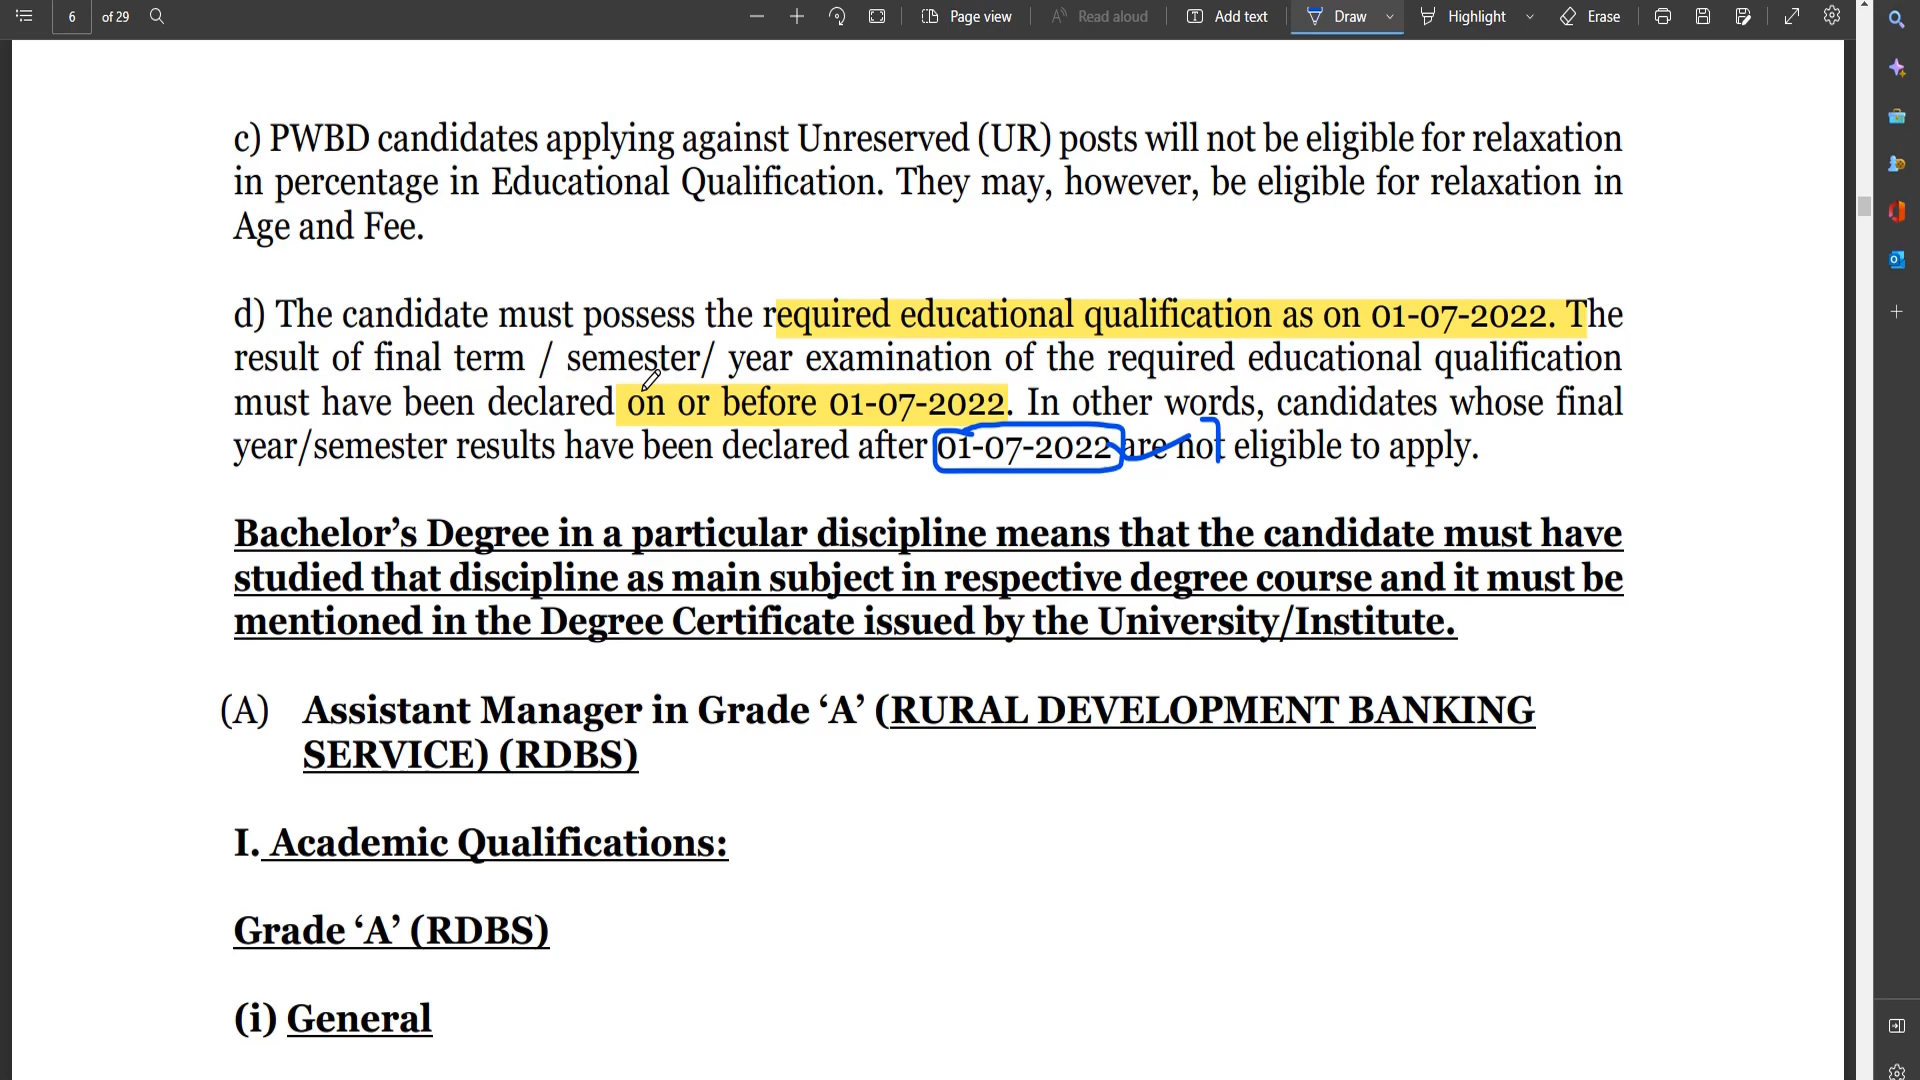 6 of 29 Page view Read aloud Add text Draw Highlight Erase
c) PWBD candidates applying against Unreserved (UR) posts will not be eligible for relaxation
in percentage in Educational Qualification. They may, however, be eligible for relaxation in
Age and Fee.
d) The candidate must possess the required educational qualification as on 01-07-2022. The
result of final term / semester/ year examination of the required educational qualification
must have been declared on or before 01-07-2022. In other words, candidates whose final
year/semester results have been declared after 01-07-2022 are not eligible to apply.
Bachelor’s Degree in a particular discipline means that the candidate must have
studied that discipline as main subject in respective degree course and it must be
mentioned in the Degree Certificate issued by the University/Institute.
(A) Assistant Manager in Grade ‘A’ (RURAL DEVELOPMENT BANKING
SERVICE) (RDBS)
I. Academic Qualifications:
Grade ‘A’ (RDBS)
(i) General